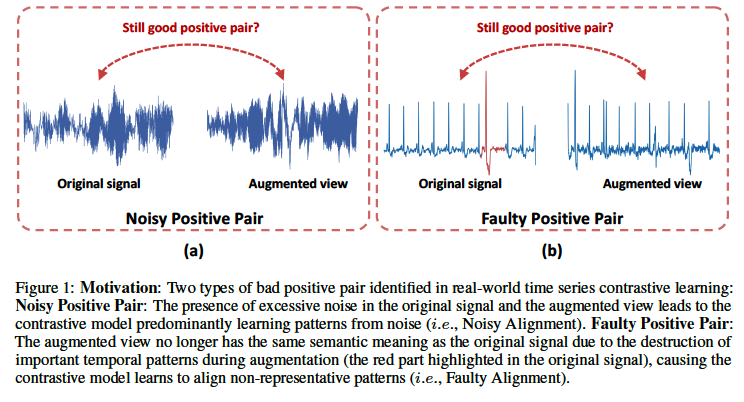 Still good positive pair?
Original signal
Augmented view
Noisy Positive Pair
(a)
Still good positive pair?
Original signal
Augmented view
Faulty Positive Pair
(b)
Figure 1: Motivation: Two types of bad positive pair identified in real-world time series contrastive learning:
Noisy Positive Pair: The presence of excessive noise in the original signal and the augmented view leads to the
contrastive model predominantly learning patterns from noise (i.e., Noisy Alignment). Faulty Positive Pair:
The augmented view no longer has the same semantic meaning as the original signal due to the destruction of
important temporal patterns during augmentation (the red part highlighted in the original signal), causing the
contrastive model learns to align non-representative patterns (i.e., Faulty Alignment).